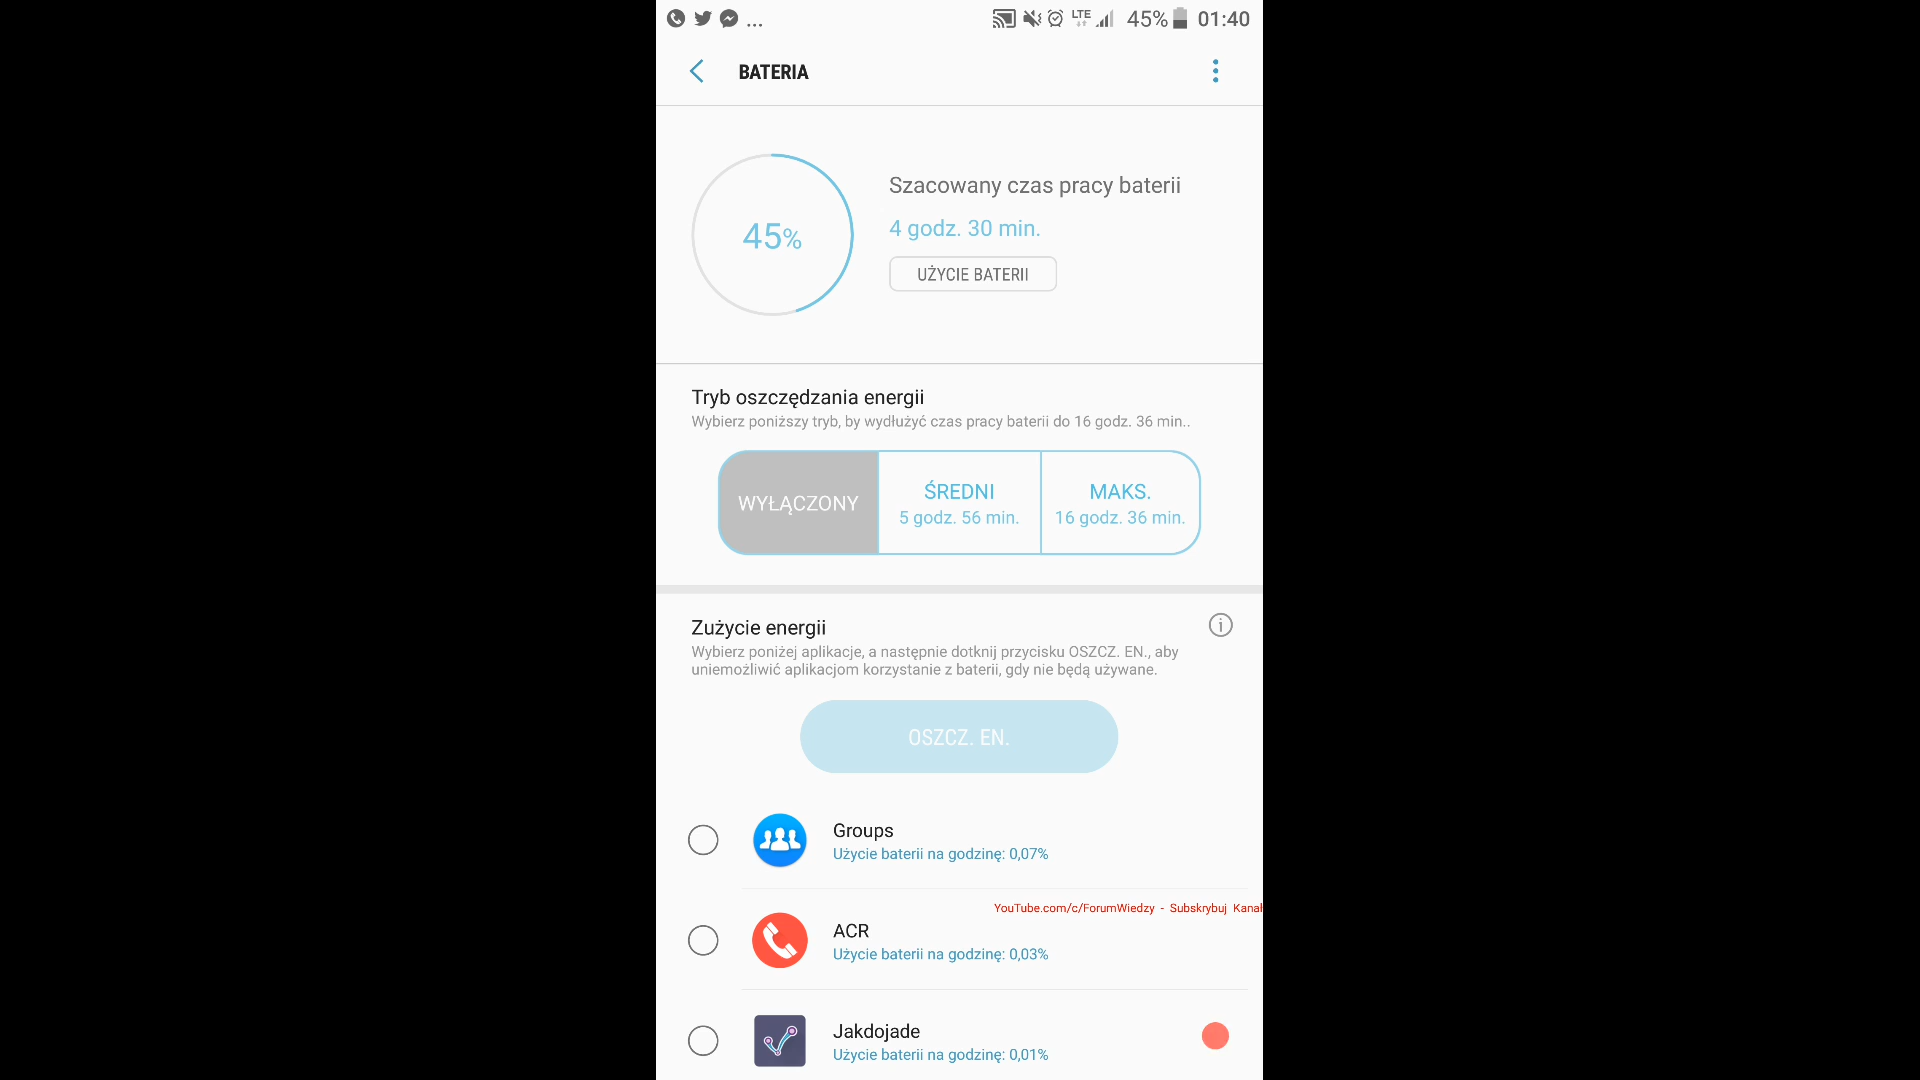 ... LTE 45% 01:40
BATERIA
45%
Szacowany czas pracy baterii
4 godz. 30 min.
UŻYCIE BATERII
Tryb oszczędzania energii
Wybierz poniższy tryb, by wydłużyć czas pracy baterii do 16 godz. 36 min..
WYŁĄCZONY
ŚREDNI
5 godz. 56 min.
MAKS.
16 godz. 36 min.
Zużycie energii
Wybierz poniżej aplikacje, a następnie dotknij przycisku OSZCZ. EN., aby
uniemożliwić aplikacjom korzystanie z baterii, gdy nie będą używane.
OSZCZ. EN.
Groups
Użycie baterii na godzinę: 0,07%
YouTube.com/c/ForumWiedzy - Subskrybuj
ACR
Użycie baterii na godzinę: 0,03%
Jakdojade
Użycie baterii na godzinę: 0,01%